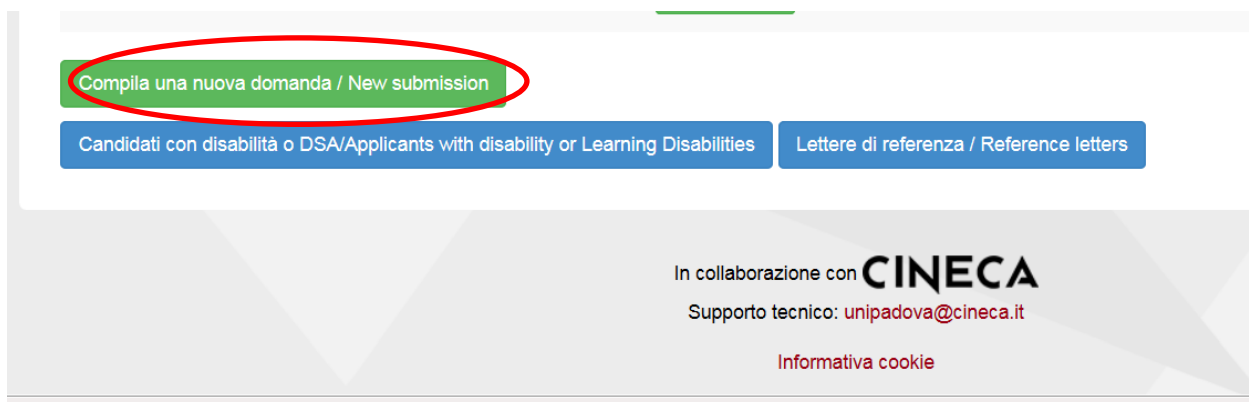 Compila una nuova domanda / New submission
Candidati con disabilità o DSA/Applicants with disability or Learning Disabilities
Lettere di referenza / Reference letters
In collaborazione con CINECA
Supporto tecnico: unipadova@cineca.it
Informativa cookie